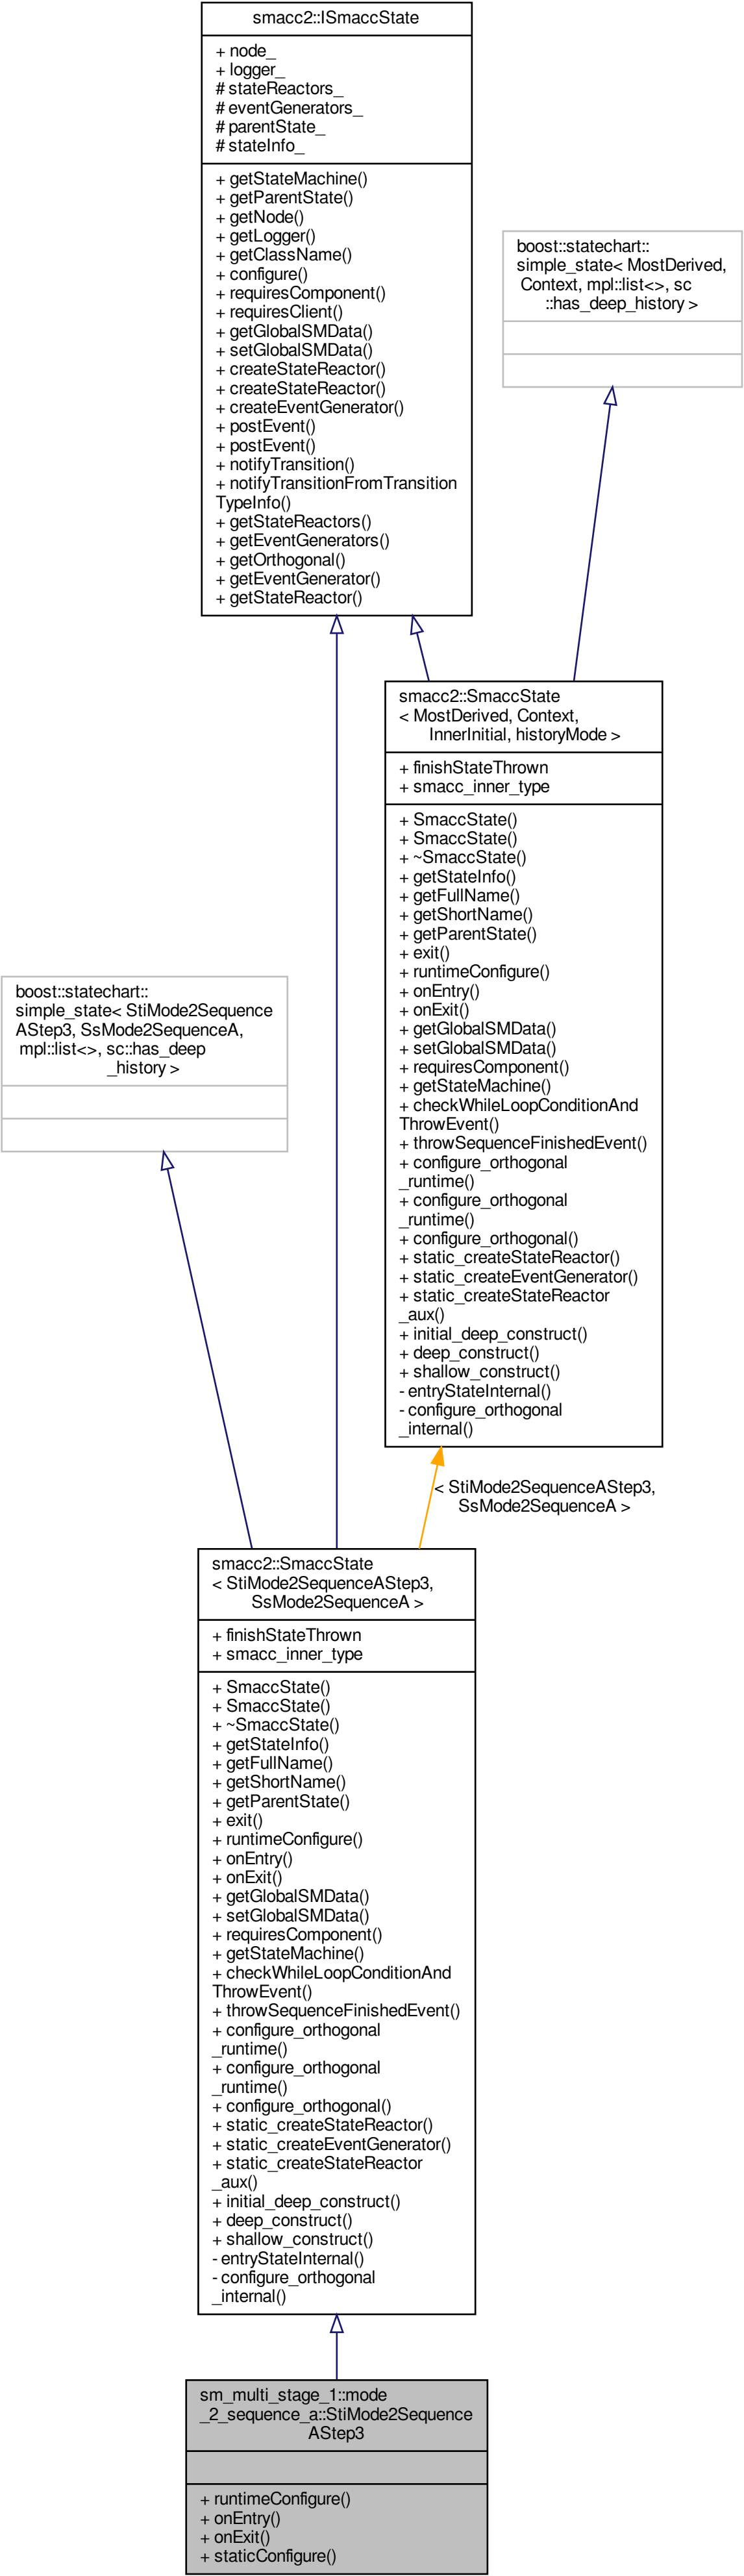 smacc2::ISmaccState
+ node_
+ logger_
# stateReactors_
# eventGenerators_
# parentState_
# stateInfo_
+ getStateMachine()
+ getParentState()
+ getNode()
+ getLogger()
+ getClassName()
+ configure()
+ requiresComponent()
+ requiresClient()
+ getGlobalSMData()
+ setGlobalSMData()
+ createStateReactor()
+ createStateReactor()
+ createEventGenerator()
+ postEvent()
+ postEvent()
+ notifyTransition()
+ notifyTransitionFromTransition
TypeInfo()
+ getStateReactors()
+ getEventGenerators()
+ getOrthogonal()
+ getEventGenerator()
+ getStateReactor()
boost::statechart::
simple_state< MostDerived,
Context, mpl::list<>, sc
::has_deep_history >
smacc2::SmaccState
< MostDerived, Context,
InnerInitial, historyMode >
+ finishStateThrown
+ smacc_inner_type
+ SmaccState()
+ SmaccState()
+ ~SmaccState()
+ getStateInfo()
+ getFullName()
+ getShortName()
+ getParentState()
+ exit()
+ runtimeConfigure()
+ onEntry()
+ onExit()
+ getGlobalSMData()
+ setGlobalSMData()
+ requiresComponent()
+ getStateMachine()
+ checkWhileLoopConditionAnd
ThrowEvent()
+ throwSequenceFinishedEvent()
+ configure_orthogonal
_runtime()
+ configure_orthogonal
_runtime()
+ configure_orthogonal()
+ static_createStateReactor()
+ static_createEventGenerator()
+ static_createStateReactor
_aux()
+ initial_deep_construct()
+ deep_construct()
+ shallow_construct()
- entryStateInternal()
- configure_orthogonal
_internal()
boost::statechart::
simple_state< StiMode2Sequence
AStep3, SsMode2SequenceA,
mpl::list<>, sc::has_deep
_history >
< StiMode2SequenceAStep3,
SsMode2SequenceA >
smacc2::SmaccState
< StiMode2SequenceAStep3,
SsMode2SequenceA >
+ finishStateThrown
+ smacc_inner_type
+ SmaccState()
+ SmaccState()
+ ~SmaccState()
+ getStateInfo()
+ getFullName()
+ getShortName()
+ getParentState()
+ exit()
+ runtimeConfigure()
+ onEntry()
+ onExit()
+ getGlobalSMData()
+ setGlobalSMData()
+ requiresComponent()
+ getStateMachine()
+ checkWhileLoopConditionAnd
ThrowEvent()
+ throwSequenceFinishedEvent()
+ configure_orthogonal
_runtime()
+ configure_orthogonal
_runtime()
+ configure_orthogonal()
+ static_createStateReactor()
+ static_createEventGenerator()
+ static_createStateReactor
_aux()
+ initial_deep_construct()
+ deep_construct()
+ shallow_construct()
- entryStateInternal()
- configure_orthogonal
_internal()
sm_multi_stage_1::mode
_2_sequence_a::StiMode2Sequence
AStep3
+ runtimeConfigure()
+ onEntry()
+ onExit()
+ staticConfigure()